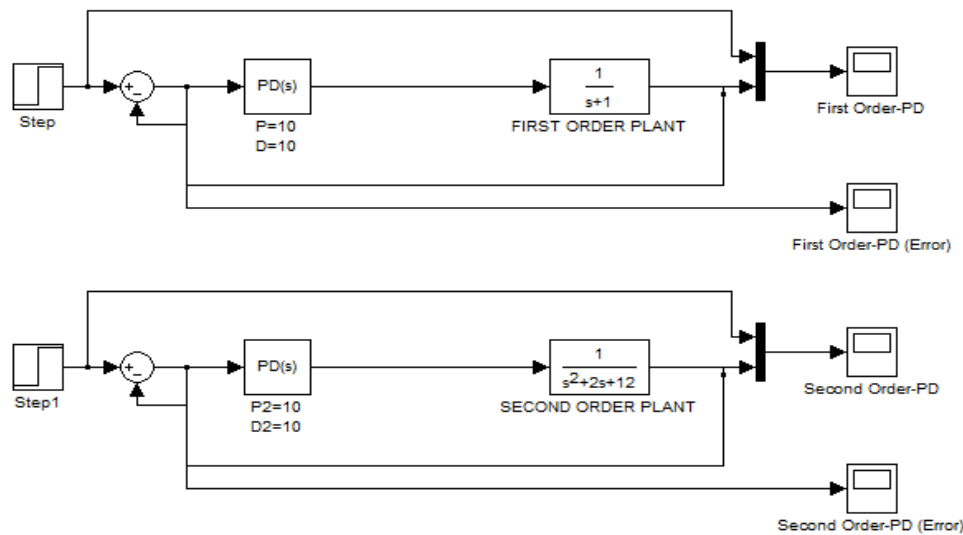 Step
+
-
PD(s)
P=10
D=10
1
s+1
FIRST ORDER PLANT
First Order-PD
First Order-PD (Error)
Step1
+
-
PD(s)
P2=10
D2=10
1
s²+2s+12
SECOND ORDER PLANT
Second Order-PD
Second Order-PD (Error)